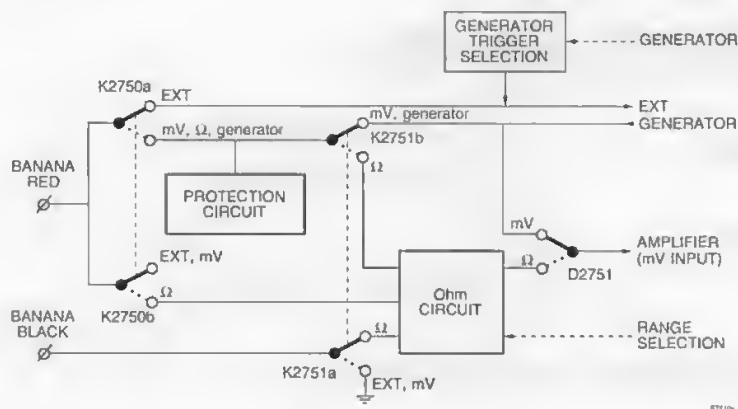 GENERATOR
TRIGGER
SELECTION
GENERATOR
K2750a
EXT
EXT
mV, Ω, generator
mV, generator
GENERATOR
K2751b
Ω
BANANA
RED
PROTECTION
CIRCUIT
mV
AMPLIFIER
(mV INPUT)
Ω
D2751
EXT, mV
Ohm
CIRCUIT
Ω
K2750b
BANANA
BLACK
Ω
RANGE
SELECTION
K2751a
EXT, mV